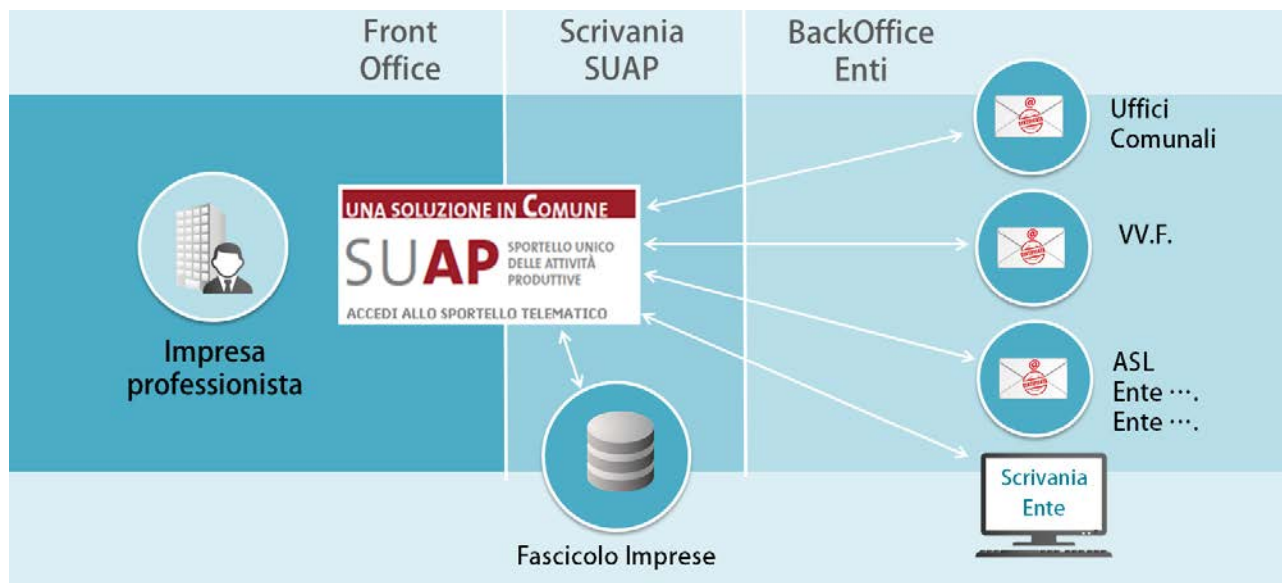 Front
Office
Scrivania
SUAP
BackOffice
Enti
Uffici
Comunali
UNA SOLUZIONE IN COMUNE
SUAP
SPORTELLO UNICO
DELLE ATTIVITÀ
PRODUTTIVE
ACCEDI ALLO SPORTELLO TELEMATICO
VV.F.
Impresa
professionista
ASL
Ente ….
Ente ….
Scrivania
Ente
Fascicolo Imprese